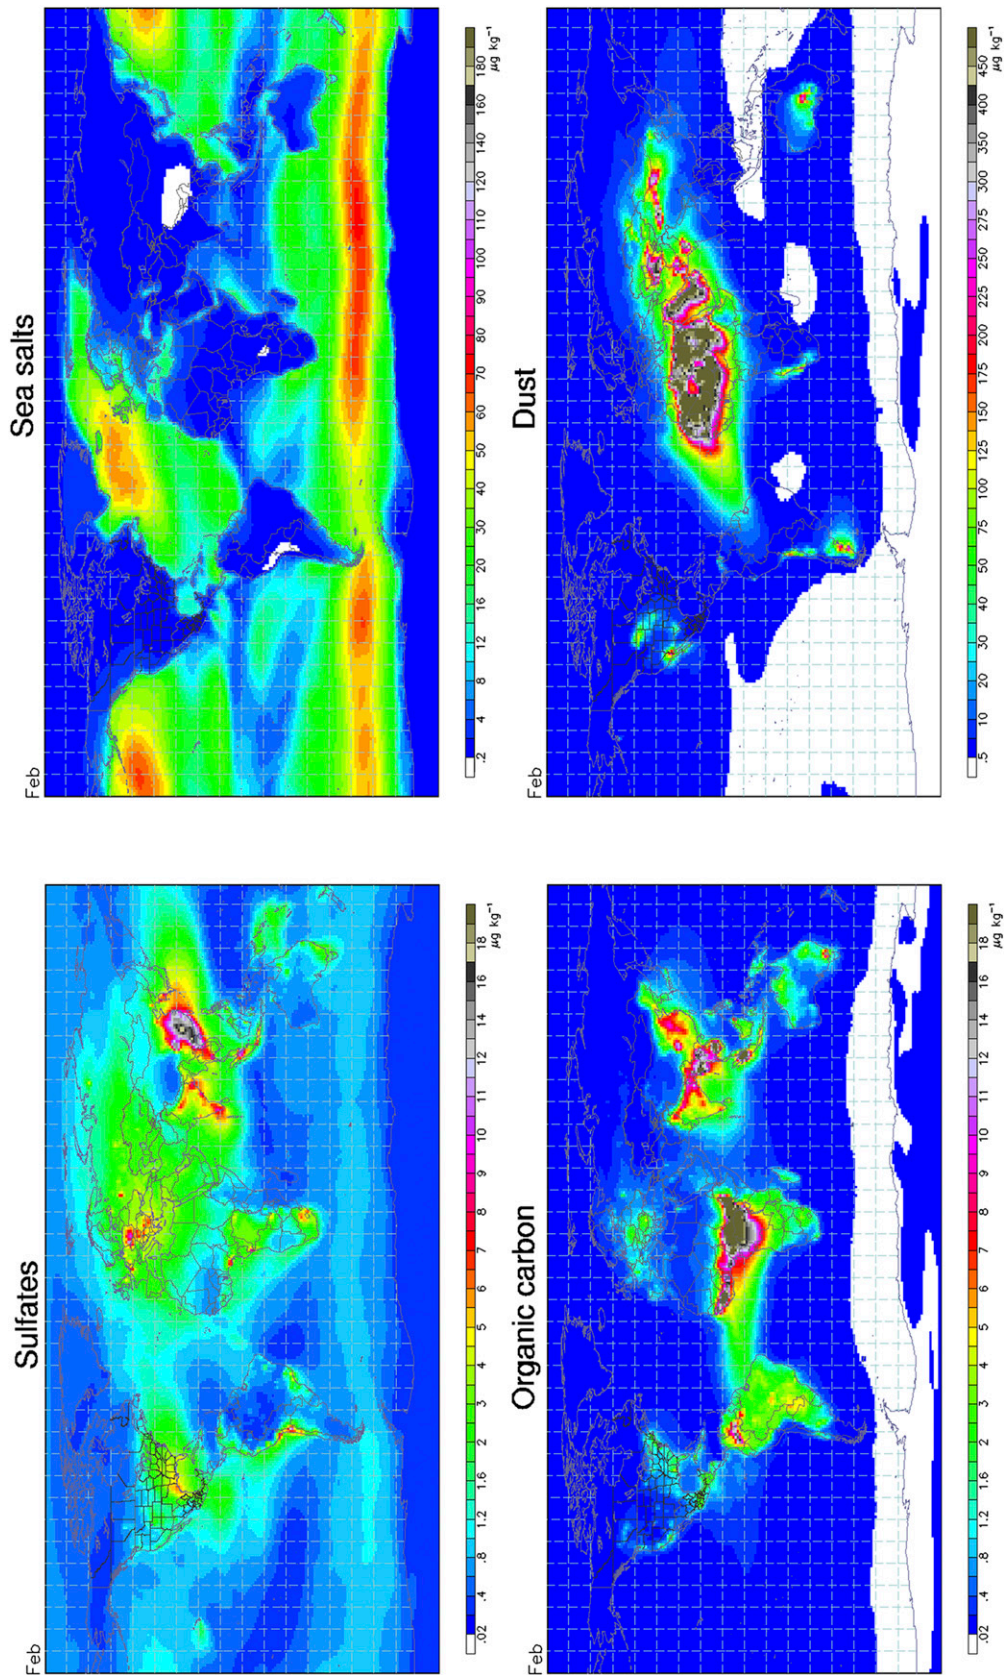 Sulfates
Feb
.02 .4 .8 1.2 1.6 2 3 4 5 6 7 8 9 10 11 12 14 16 18
µg kg⁻¹
Sea salts
Feb
.2 4 8 12 16 20 30 40 50 60 70 80 90 100 110 120 140 160 180
µg kg⁻¹
Organic carbon
Feb
.02 .4 .8 1.2 1.6 2 3 4 5 6 7 8 9 10 11 12 14 16 18
µg kg⁻¹
Dust
Feb
.5 10 20 30 40 50 75 100 125 150 175 200 225 250 275 300 350 400 450
µg kg⁻¹